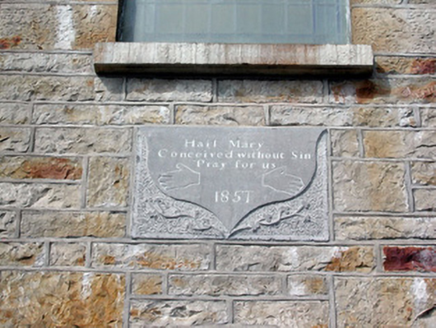 Hail Mary
Conceived without Sin
Pray for us
1857